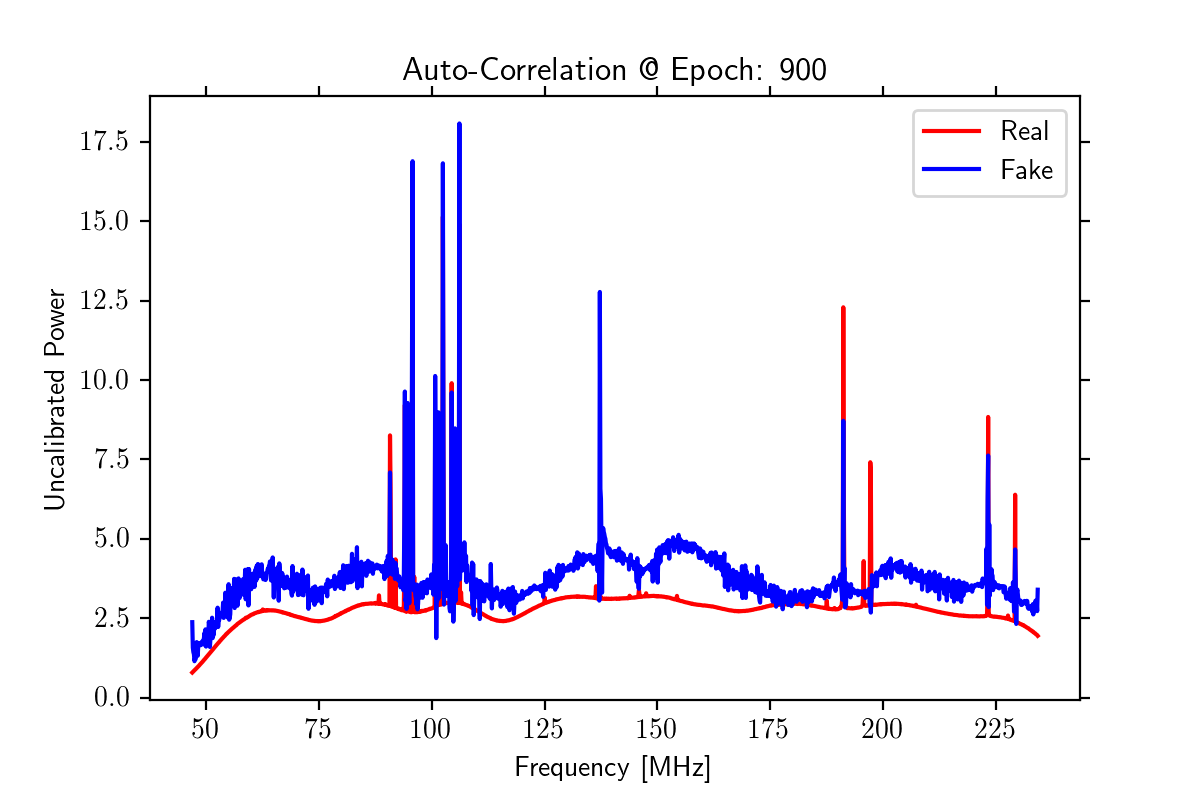 Auto-Correlation @ Epoch: 900
Real
Fake
Uncalibrated Power
17.5
15.0
12.5
10.0
7.5
5.0
2.5
0.0
50 75 100 125 150 175 200 225
Frequency [MHz]